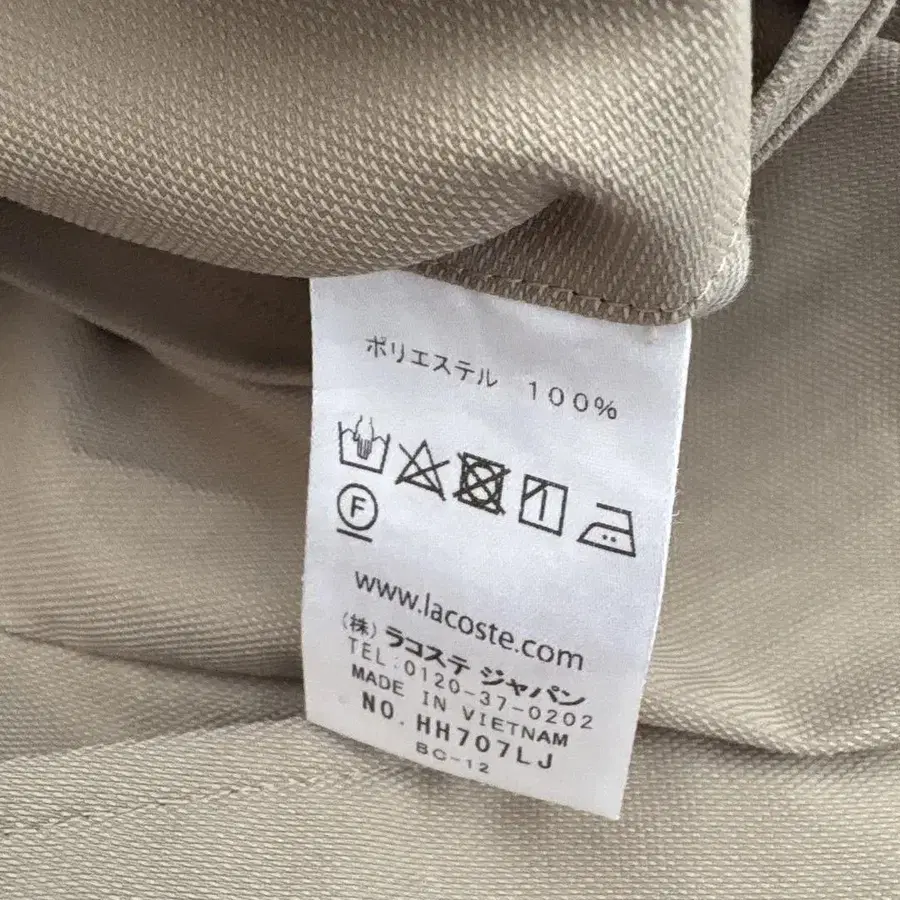 ポリエステル 100%
F
www.lacoste.com
(株) ラコステ ジャパン
TEL:0120-37-0202
MADE IN VIETNAM
NO. HH707LJ
BC-12